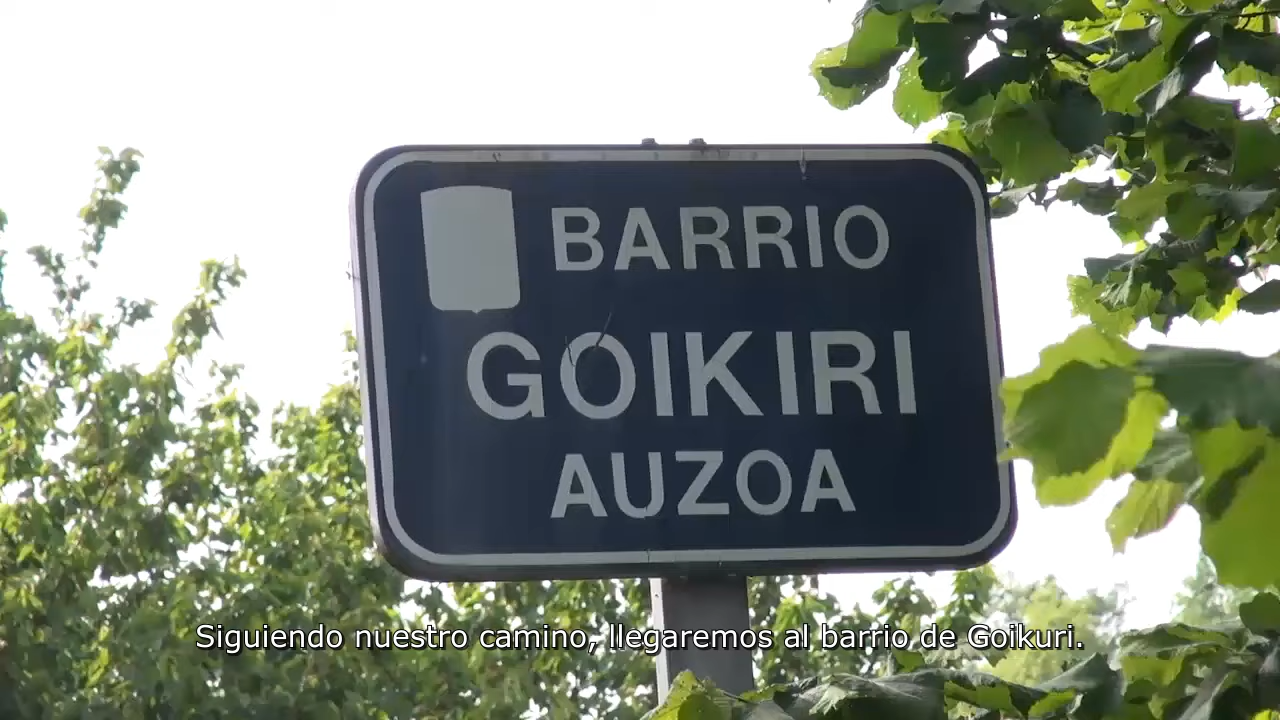 BARRIO
GOIKIRI
AUZOA
Siguiendo nuestro camino, llegaremos al barrio de Goikuri.